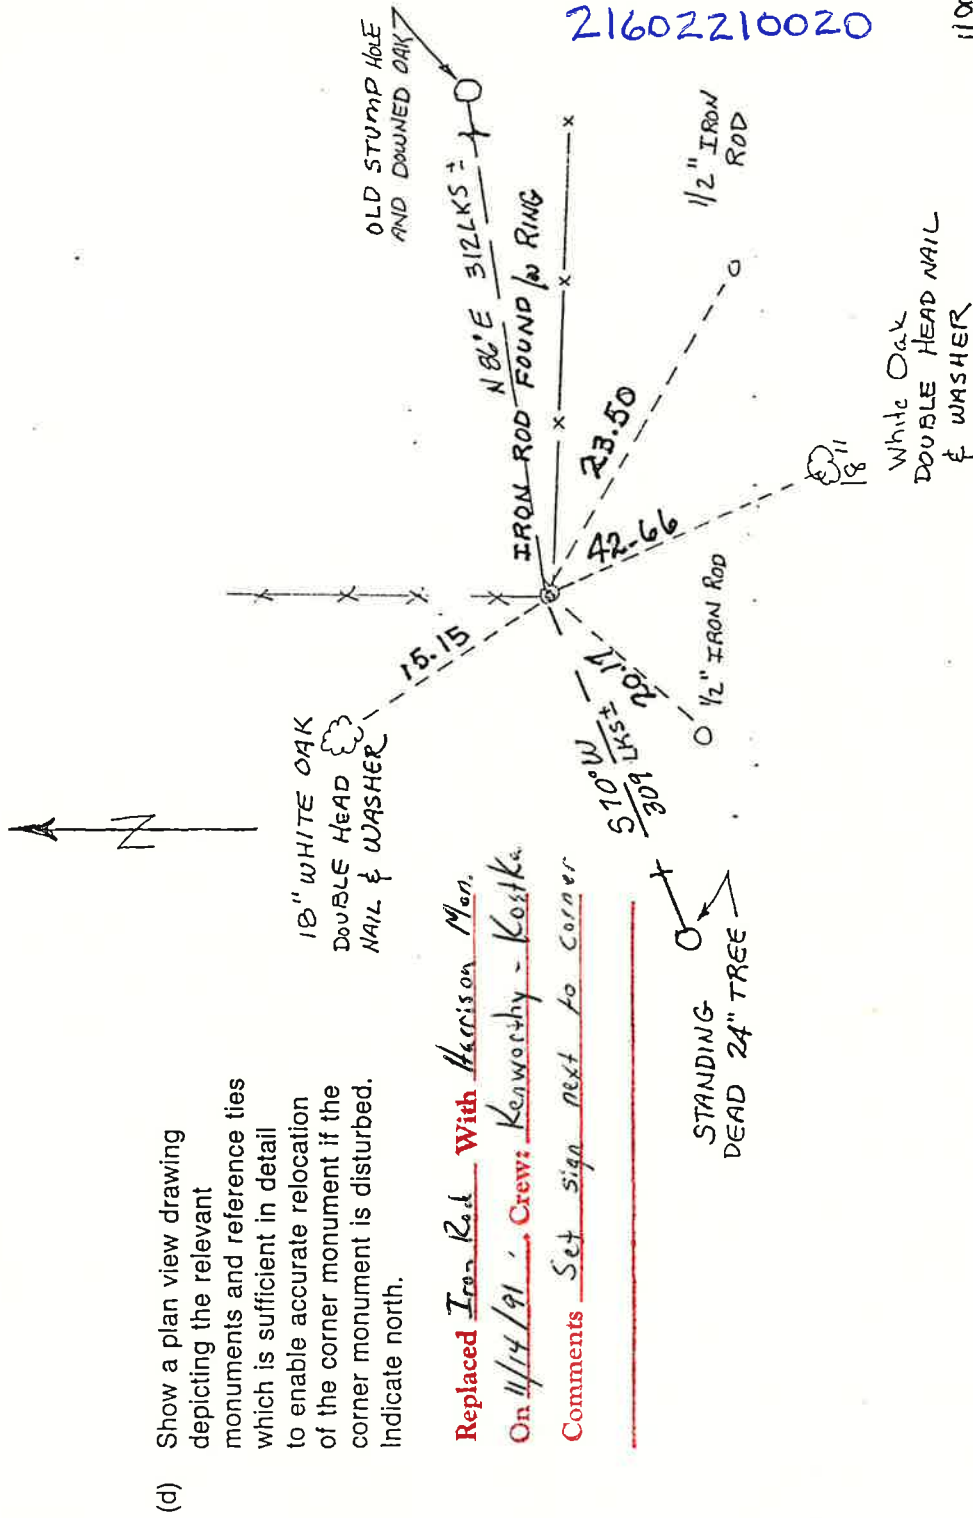 (d) Show a plan view drawing
depicting the relevant
monuments and reference ties
which is sufficient in detail
to enable accurate relocation
of the corner monument if the
corner monument is disturbed.
Indicate north.
Replaced Iron Rod With Harrison Mon.
On 11/14/91. Crew: Kenworthy - Kostka
Comments Set sign next to corner
N
18" WHITE OAK
DOUBLE HEAD
NAIL & WASHER
15.15
OLD STUMP HOLE
AND DOWNED OAK
N 86° E 312 LKS ±
IRON ROD FOUND /w RING
23.50
1/2" IRON
ROD
42.66
18"
White Oak
DOUBLE HEAD NAIL
& WASHER
20.17
1/2" IRON ROD
S70°W
309 LKS±
STANDING
DEAD 24" TREE
21602210020